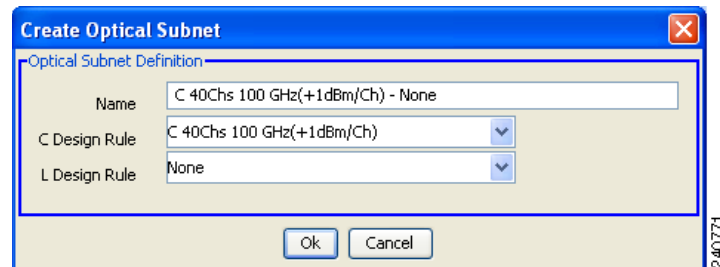 Create Optical Subnet
Optical Subnet Definition
Name C 40Chs 100 GHz(+1dBm/Ch) - None
C Design Rule C 40Chs 100 GHz(+1dBm/Ch)
L Design Rule None
Ok Cancel
240771